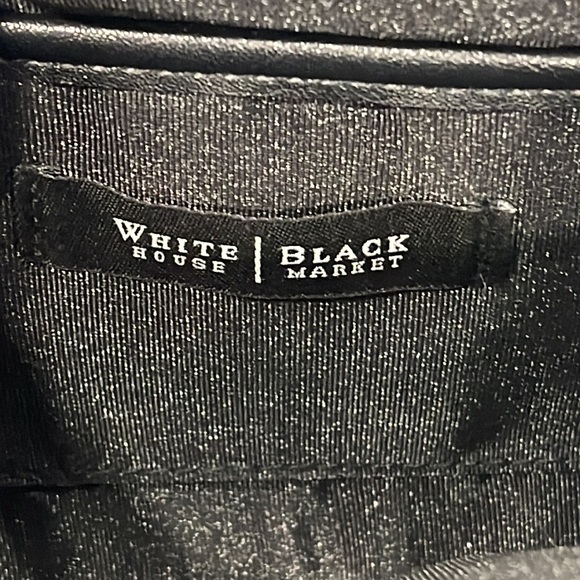 WHITE | BLACK
HOUSE MARKET